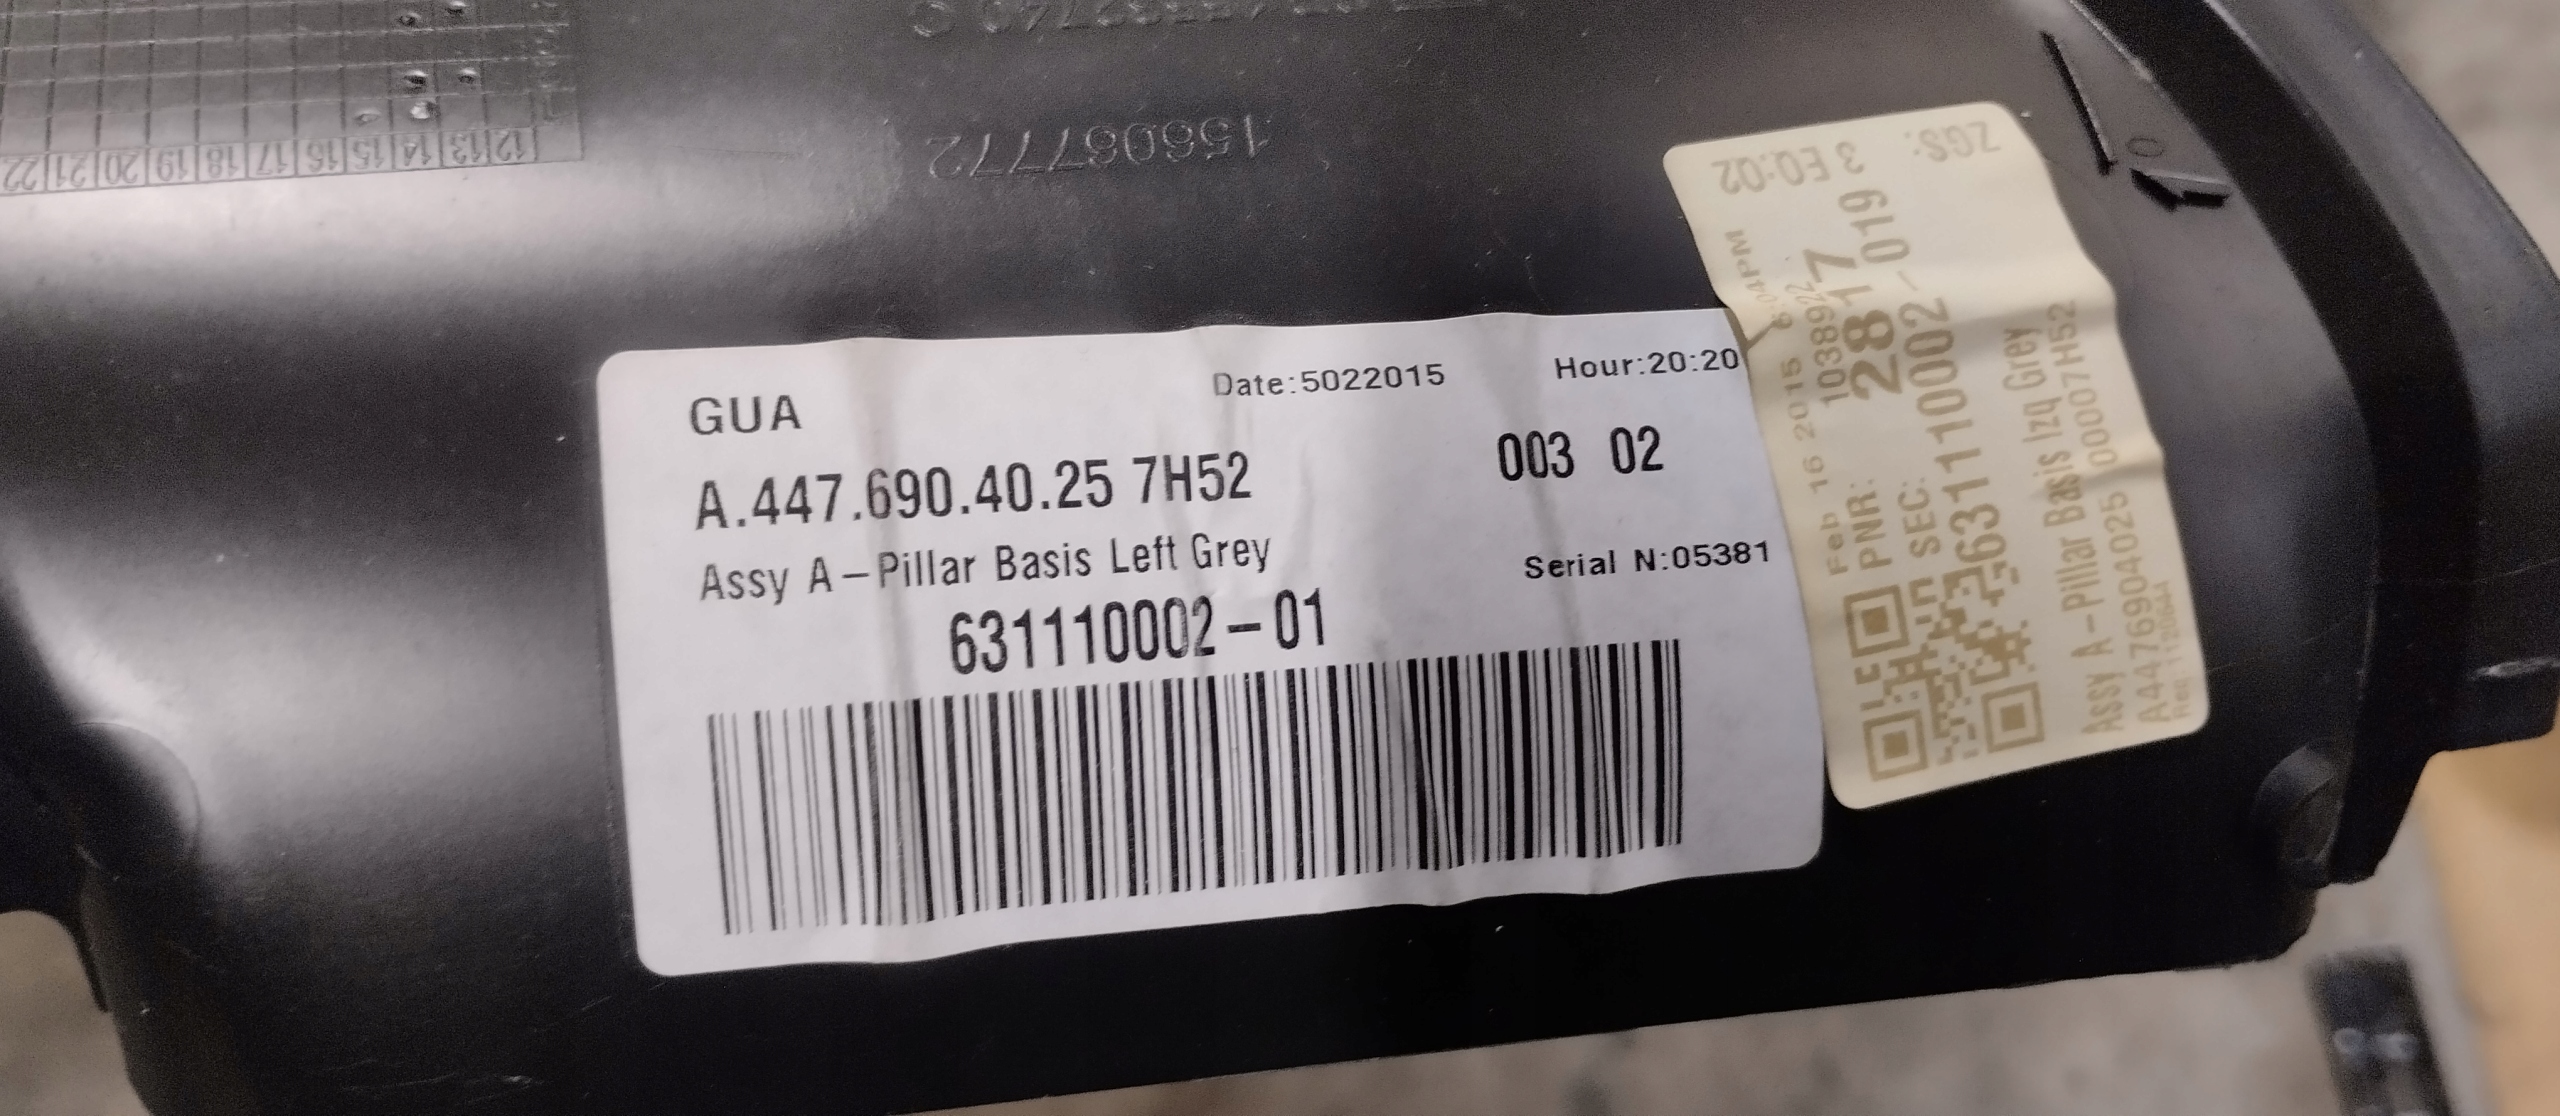 12 13 14 15 16 17 18 19 20 21 22
156067772
GUA
Date:5022015
Hour:20:20
A.447.690.40.25 7H52
003 02
Assy A-Pillar Basis Left Grey
Serial N:05381
631110002-01
ZGS:
3 EQ:02
Feb 16 2015 6:04PM
1038922
PNR: 2817
SEC:
631110002-019
Assy A-Pillar Basis Izq Grey
A4476904025 00007H52